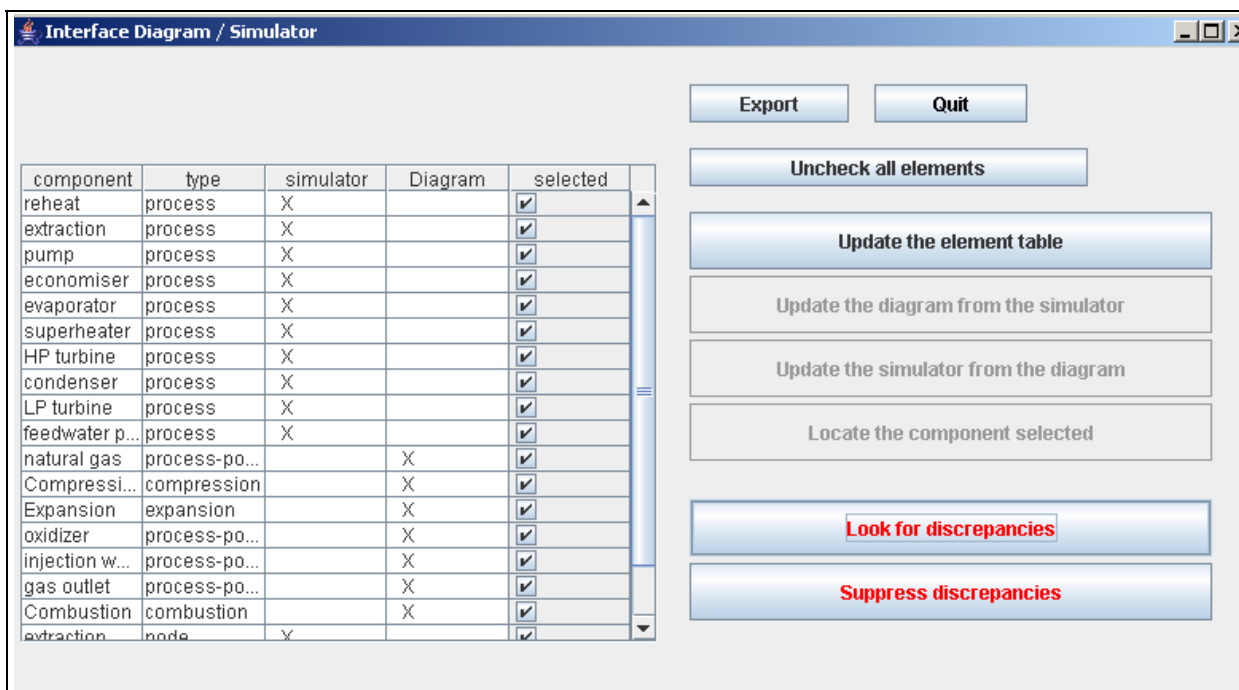 Interface Diagram / Simulator
Export Quit
Uncheck all elements
component type simulator Diagram selected
reheat process X
extraction process X
pump process X
economiser process X
evaporator process X
superheater process X
HP turbine process X
condenser process X
LP turbine process X
feedwater p... process X
natural gas process-po... X
Compressi... compression X
Expansion expansion X
oxidizer process-po... X
injection w... process-po... X
gas outlet process-po... X
Combustion combustion X
extraction node X
Update the element table
Update the diagram from the simulator
Update the simulator from the diagram
Locate the component selected
Look for discrepancies
Suppress discrepancies